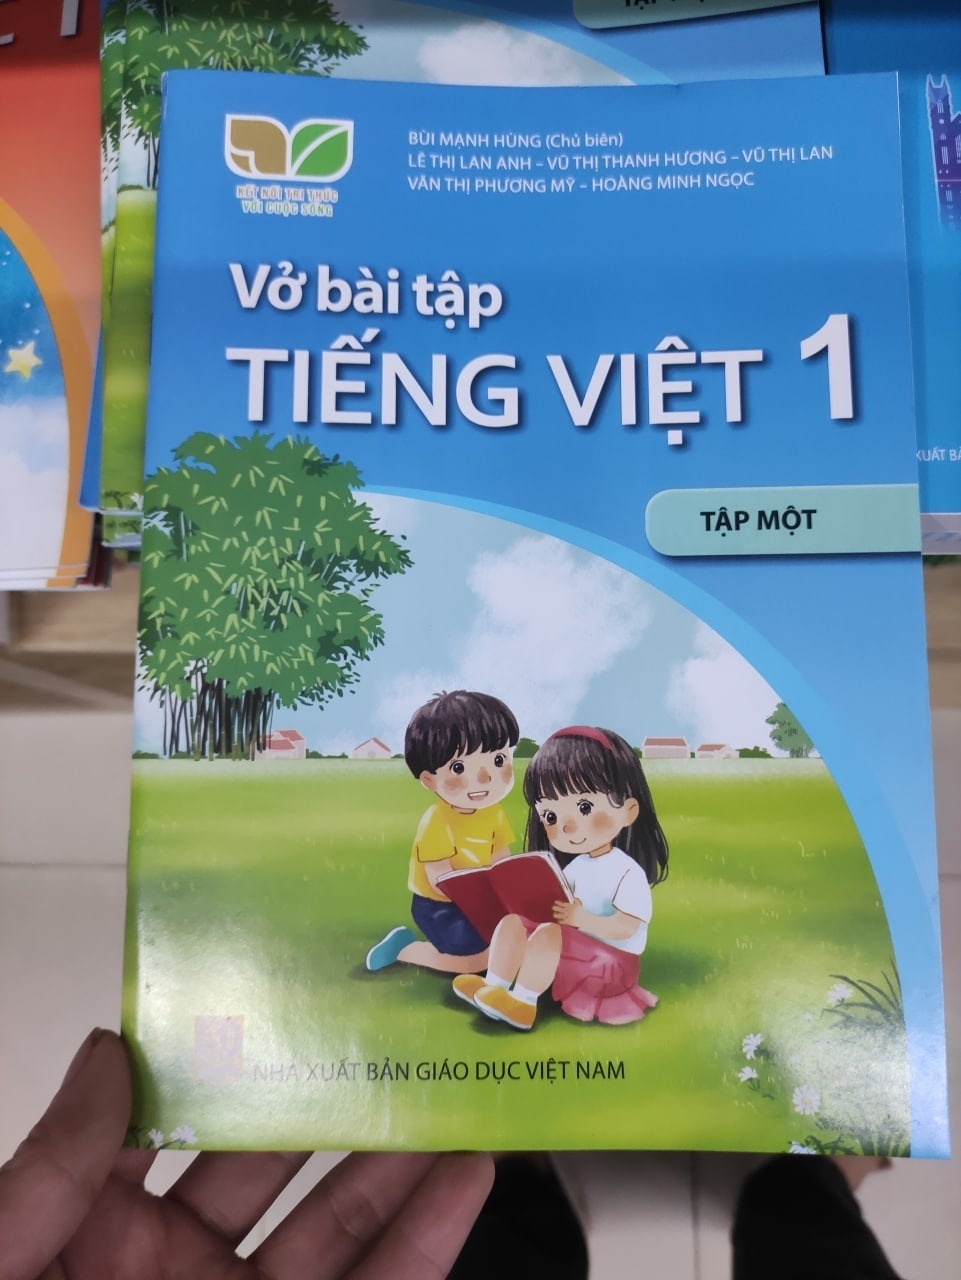 BÙI MẠNH HÙNG (Chủ biên)
LÊ THỊ LAN ANH – VŨ THỊ THANH HƯƠNG – VŨ THỊ LAN
VĂN THỊ PHƯƠNG MỸ – HOÀNG MINH NGỌC
KẾT NỐI TRI THỨC
VỚI CUỘC SỐNG
Vở bài tập
TIẾNG VIỆT 1
XUẤT BẢ
TẬP MỘT
NHÀ XUẤT BẢN GIÁO DỤC VIỆT NAM